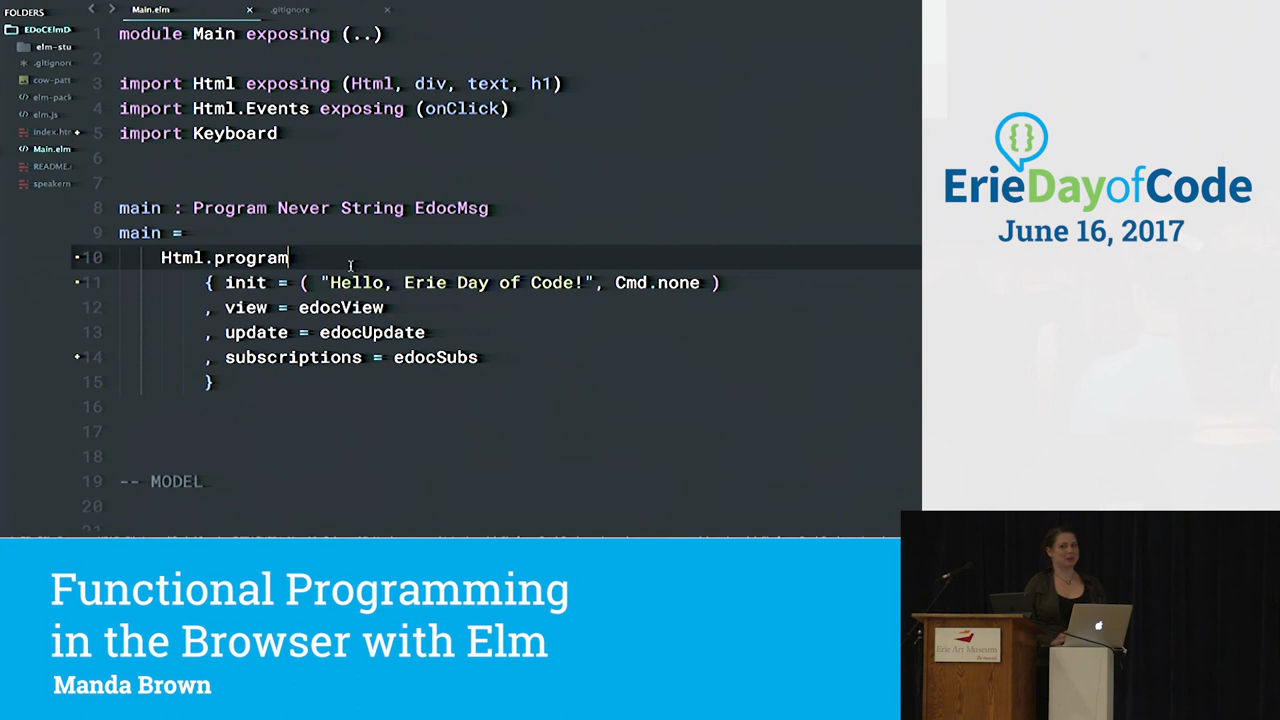 FOLDERS
EDoCElmD
elm-stu
.gitignore
cow-patt
elm-pack
elm.js
index.htm
Main.elm
README.
speakern
Main.elm
.gitignore
1 module Main exposing (..)
2
3 import Html exposing (Html, div, text, h1)
4 import Html.Events exposing (onClick)
5 import Keyboard
6
7
8 main : Program Never String EdocMsg
9 main =
10 Html.program
11 { init = ( "Hello, Erie Day of Code!", Cmd.none )
12 , view = edocView
13 , update = edocUpdate
14 , subscriptions = edocSubs
15 }
16
17
18
19 -- MODEL
20
ErieDayofCode
June 16, 2017
Functional Programming
in the Browser with Elm
Manda Brown
Erie Art Museum